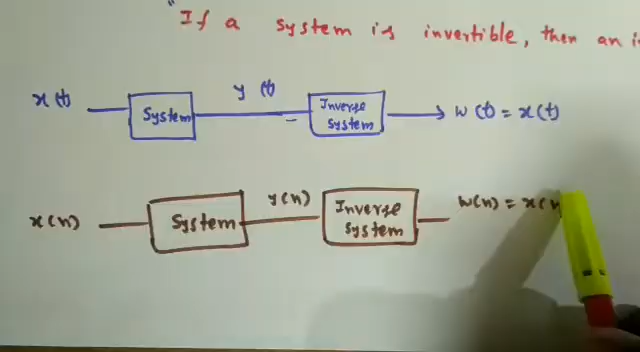 "If a system is invertible, then an
x(t) System y(t) Inverse System w(t) = x(t)
x(n) System y(n) Inverse System w(n) = x(n